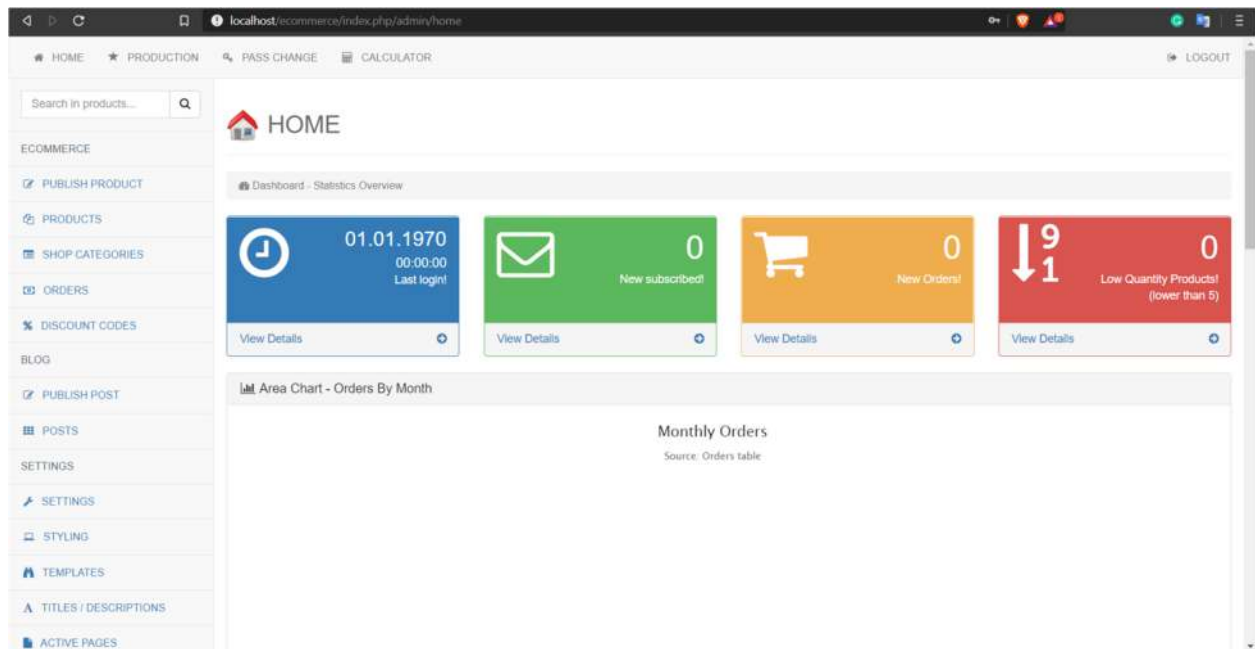 localhost/ecommerce/index.php/admin/home
HOME PRODUCTION PASS CHANGE CALCULATOR LOGOUT
Search in products...
HOME
ECOMMERCE
PUBLISH PRODUCT
PRODUCTS
SHOP CATEGORIES
ORDERS
DISCOUNT CODES
BLOG
PUBLISH POST
POSTS
SETTINGS
SETTINGS
STYLING
TEMPLATES
TITLES / DESCRIPTIONS
ACTIVE PAGES
Dashboard - Statistics Overview
01.01.1970
00:00:00
Last login!
View Details
0
New subscribed!
View Details
0
New Orders!
View Details
9
1
0
Low Quantity Products!
(lower than 5)
View Details
Area Chart - Orders By Month
Monthly Orders
Source: Orders table